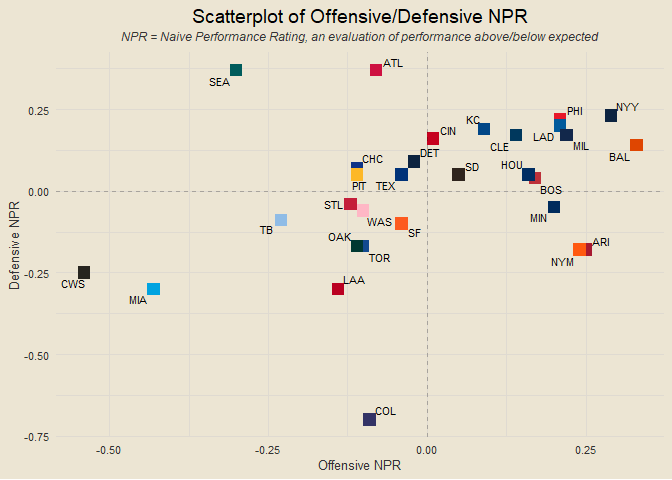 Scatterplot of Offensive/Defensive NPR
NPR = Naive Performance Rating, an evaluation of performance above/below expected
ATL
SEA
0.25
KC
PHI
NYY
CIN
CLE
LAD
MIL
BAL
DET
CHC
SD
HOU
PIT
TEX
BOS
0.00
STL
WAS
MIN
TB
SF
OAK
TOR
ARI
NYM
CWS
MIA
LAA
-0.25
-0.50
COL
-0.75
Defensive NPR
-0.50
-0.25
0.00
0.25
Offensive NPR